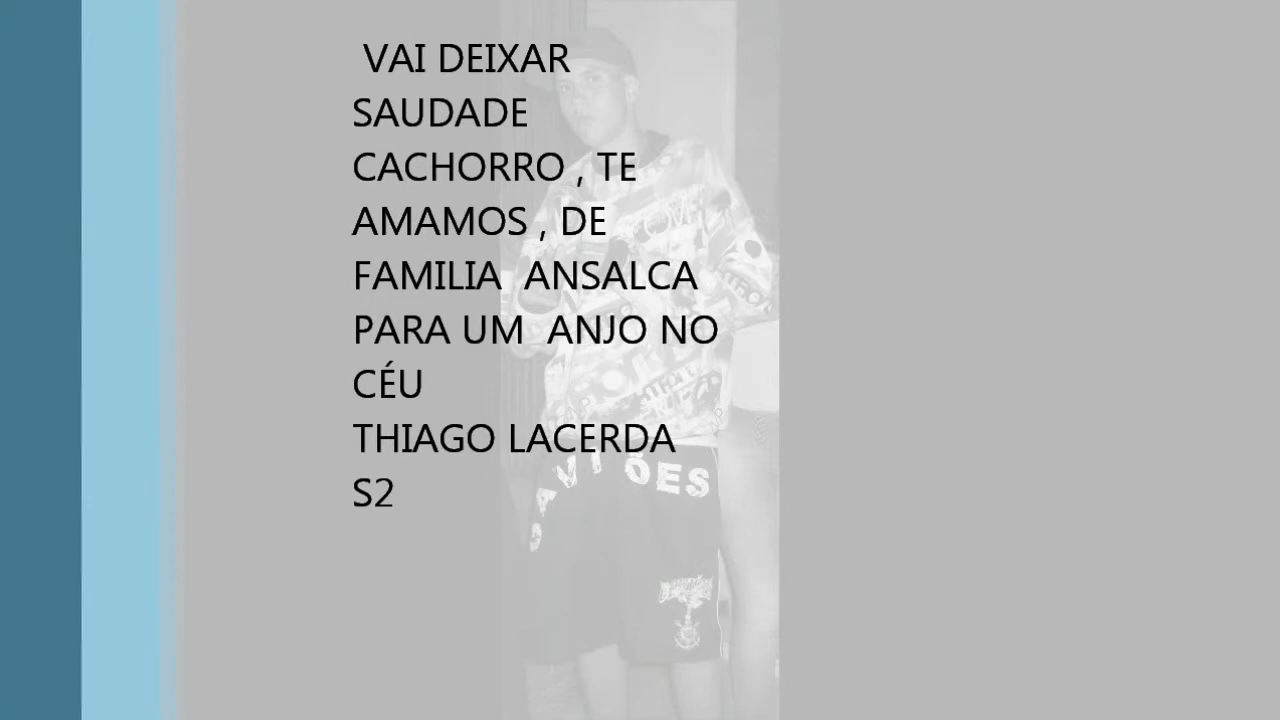 VAI DEIXAR
SAUDADE
CACHORRO , TE
AMAMOS , DE
FAMILIA  ANSALCA
PARA UM  ANJO NO
CÉU
THIAGO LACERDA
S2